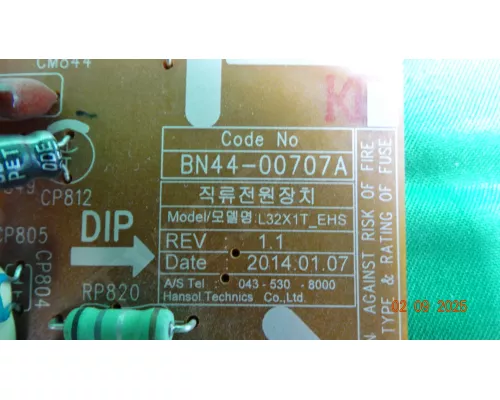 CM844
KI
Code No
BN44-00707A
직류전원장치
Model/모델명:L32X1T_EHS
REV : 1.1
Date : 2014.01.07
A/S Tel : 043 - 530 - 8000
Hansol Technics Co.,Ltd.
CP812
DIP
CP805
CP804
RP820
AGAINST RISK OF FIRE
TYPE & RATING OF FUSE
02 09 2025